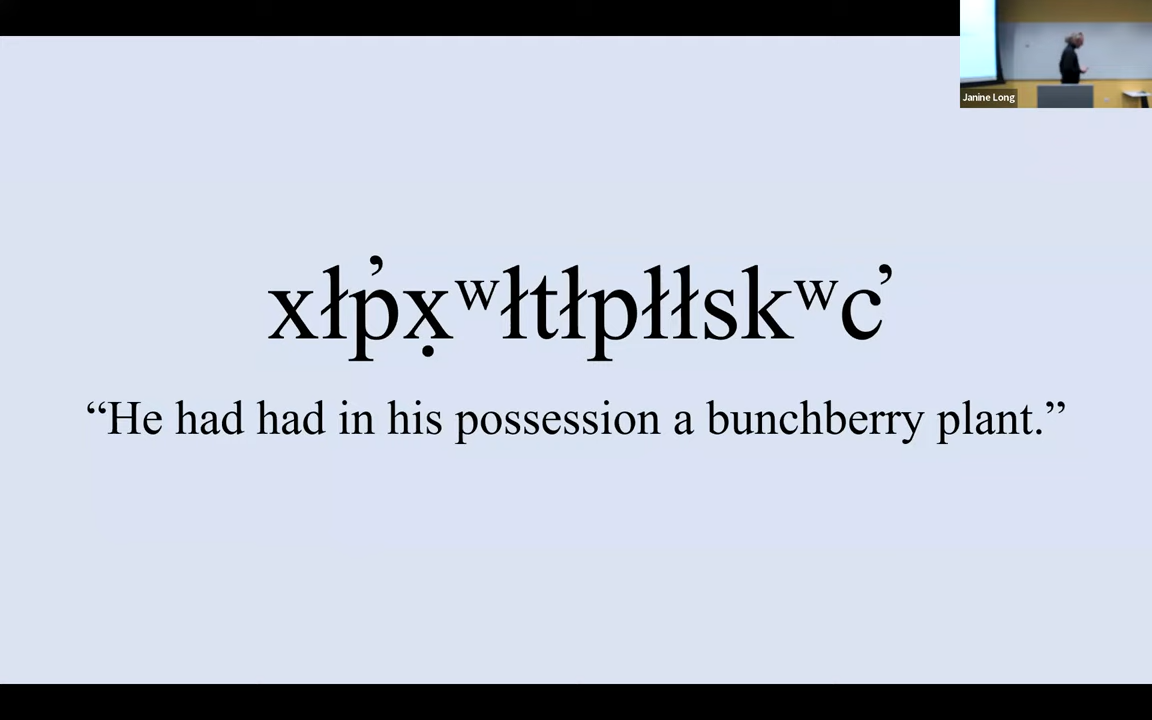 Janine Long
xłp̓x̣ʷłtłpłłskʷc̓
“He had had in his possession a bunchberry plant.”